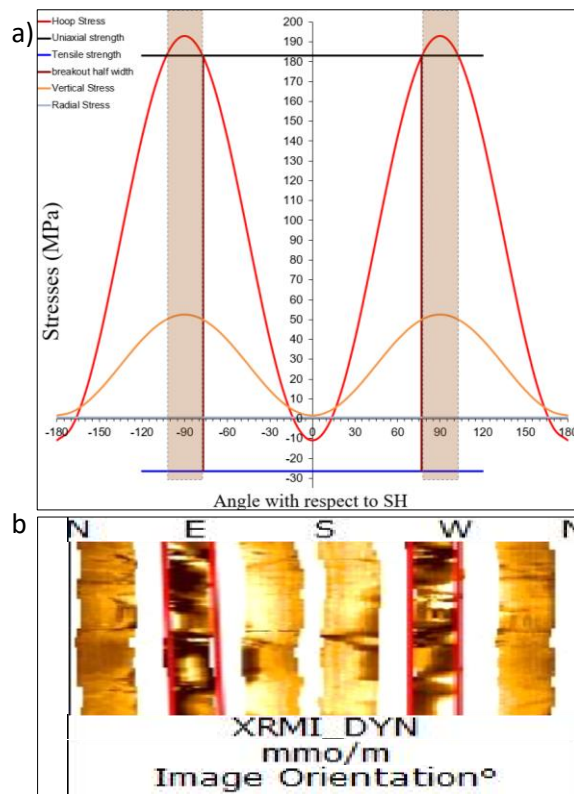 a)
Hoop Stress
Uniaxial strength
Tensile strength
breakout half width
Vertical Stress
Radial Stress
200
190
180
170
160
150
140
130
120
110
100
90
80
70
60
50
40
30
20
10
0
-10
-20
-30
Stresses (MPa)
-180 -150 -120 -90 -60 -30 0 30 60 90 120 150 180
Angle with respect to SH
b
N E S W N
XRMI_DYN
mmo/m
Image Orientation°